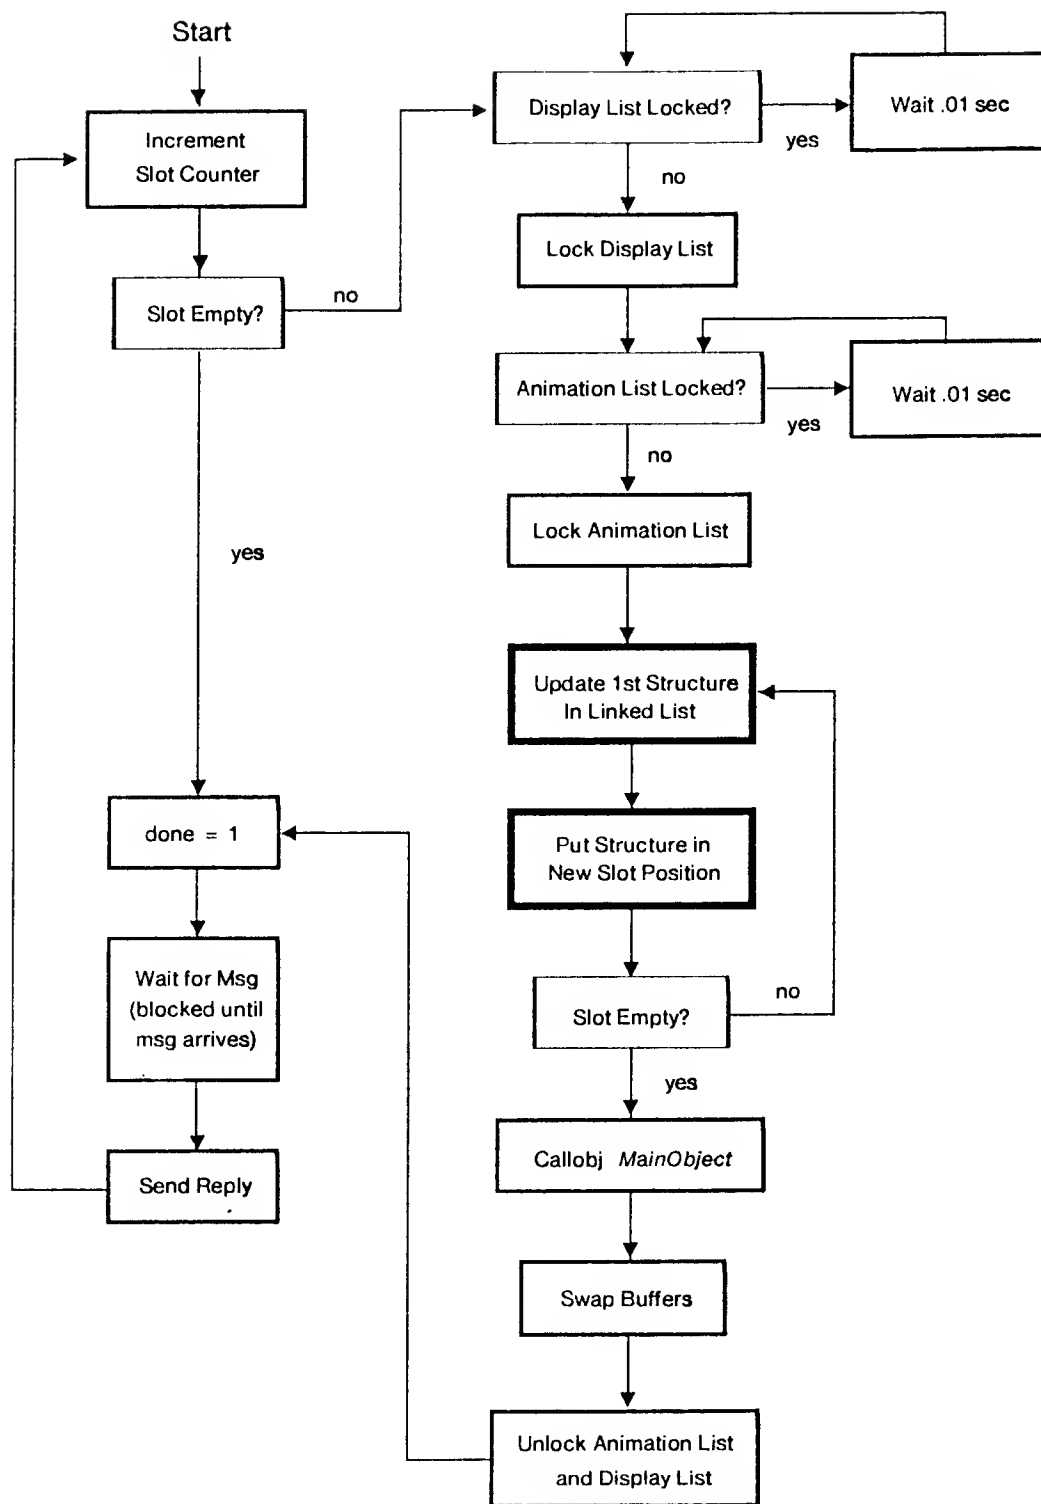 Start
Increment
Slot Counter
Slot Empty?
no
yes
done = 1
Wait for Msg
(blocked until
msg arrives)
Send Reply
Display List Locked?
yes
Wait .01 sec
no
Lock Display List
Animation List Locked?
yes
Wait .01 sec
no
Lock Animation List
Update 1st Structure
In Linked List
Put Structure in
New Slot Position
Slot Empty?
no
yes
Callobj MainObject
Swap Buffers
Unlock Animation List
and Display List